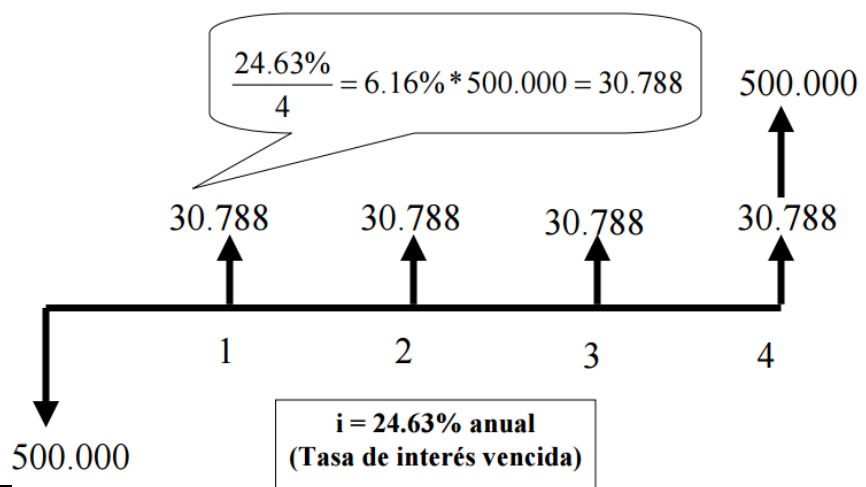 24.63%
/4 = 6.16% * 500.000 = 30.788
500.000
30.788 30.788 30.788 30.788
1 2 3 4
500.000
i = 24.63% anual
(Tasa de interés vencida)